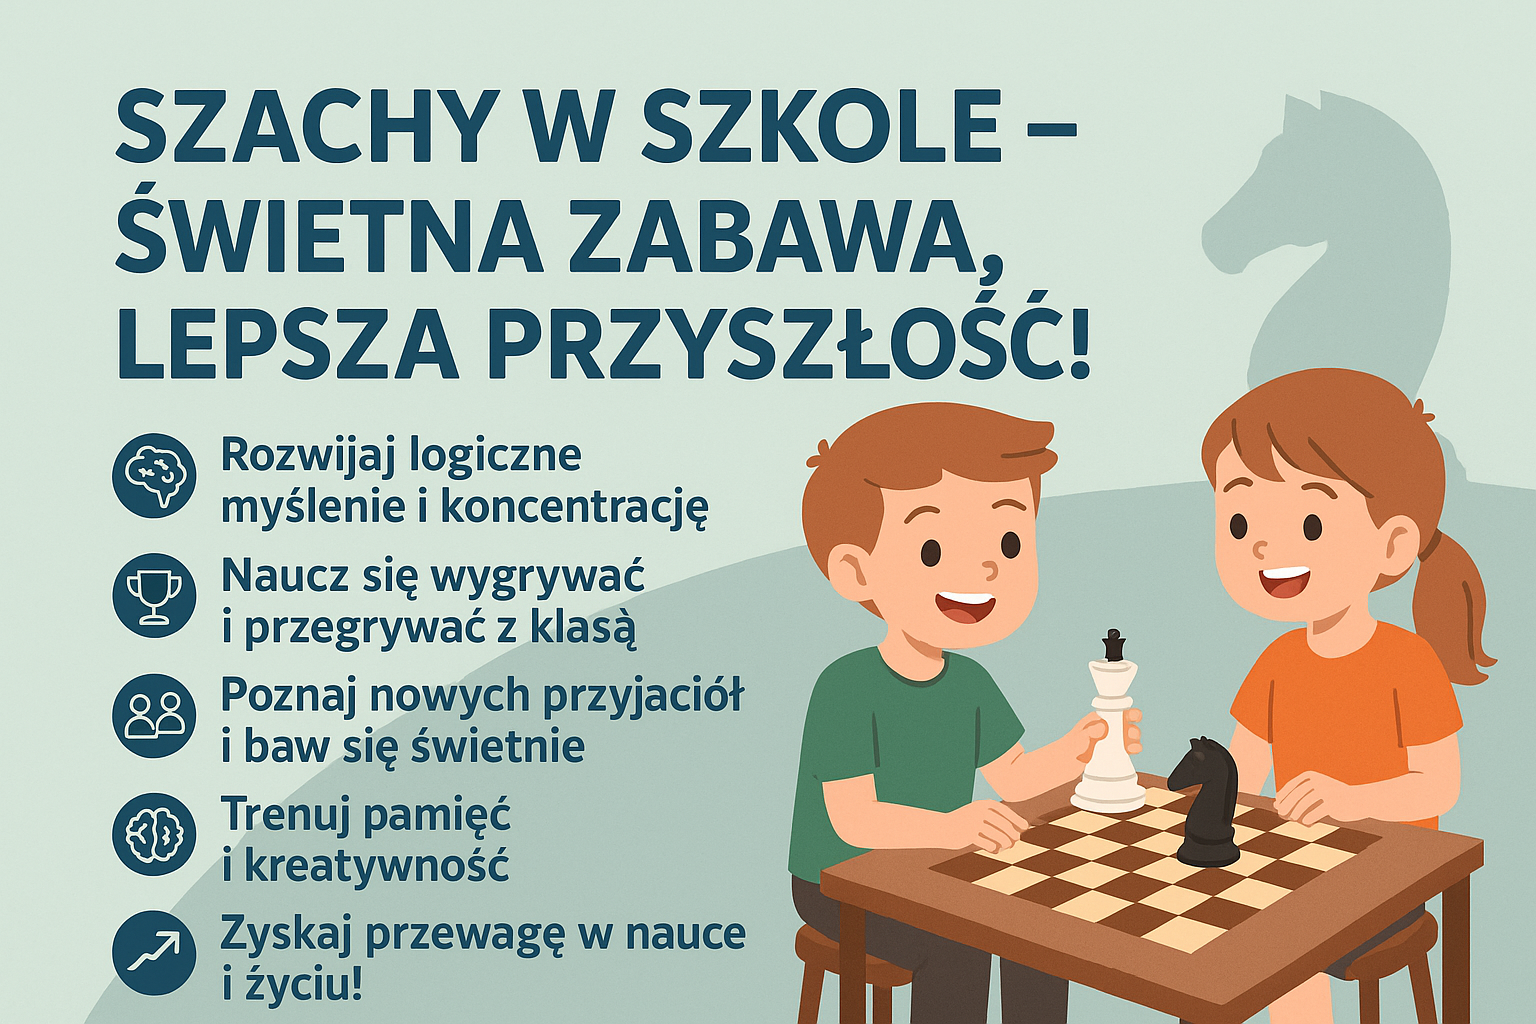 SZACHY W SZKOLE –
ŚWIETNA ZABAWA,
LEPSZA PRZYSZŁOŚĆ!
Rozwijaj logiczne
myślenie i koncentrację
Naucz się wygrywać
i przegrywać z klasą
Poznaj nowych przyjaciół
i baw się świetnie
Trenuj pamięć
i kreatywność
Zyskaj przewagę w nauce
i życiu!